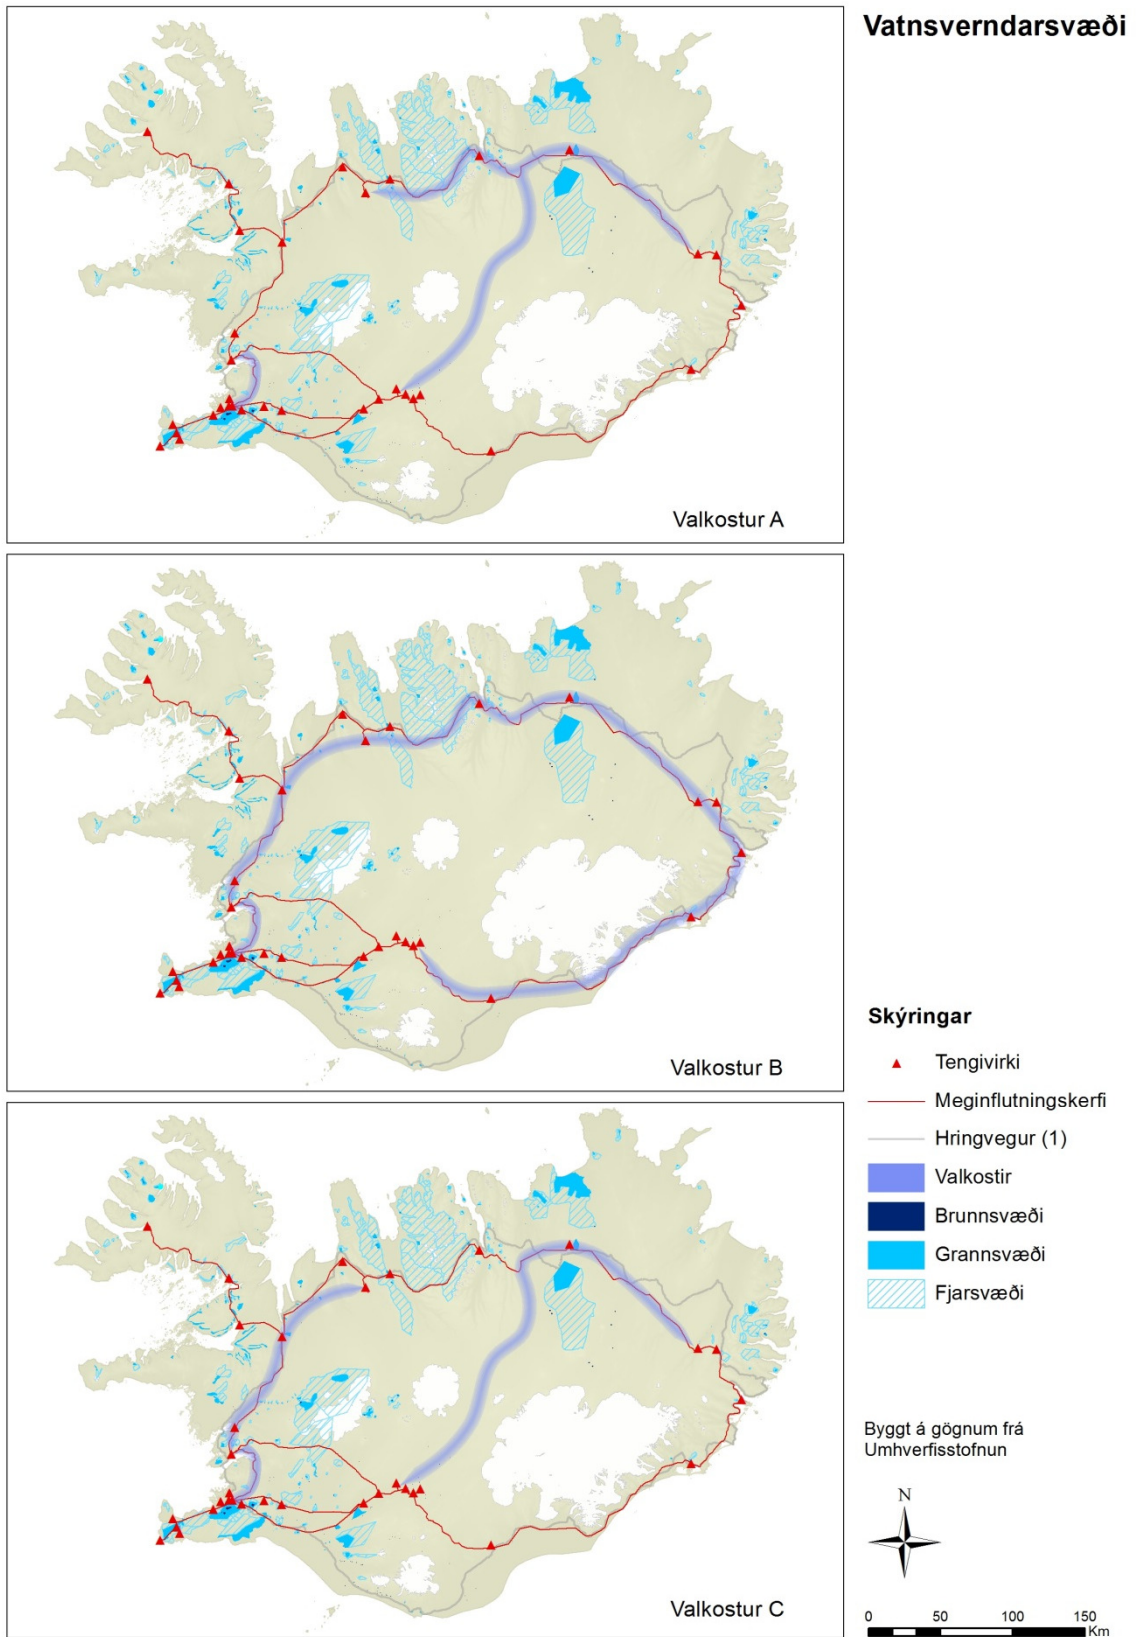 Vatnsverndarsvæði
Valkostur A
Valkostur B
Valkostur C
Skýringar
Tengivirki
Meginflutningskerfi
Hringvegur (1)
Valkostir
Brunnsvæði
Grannsvæði
Fjarsvæði
Byggt á gögnum frá
Umhverfisstofnun
N
0 50 100 150
Km